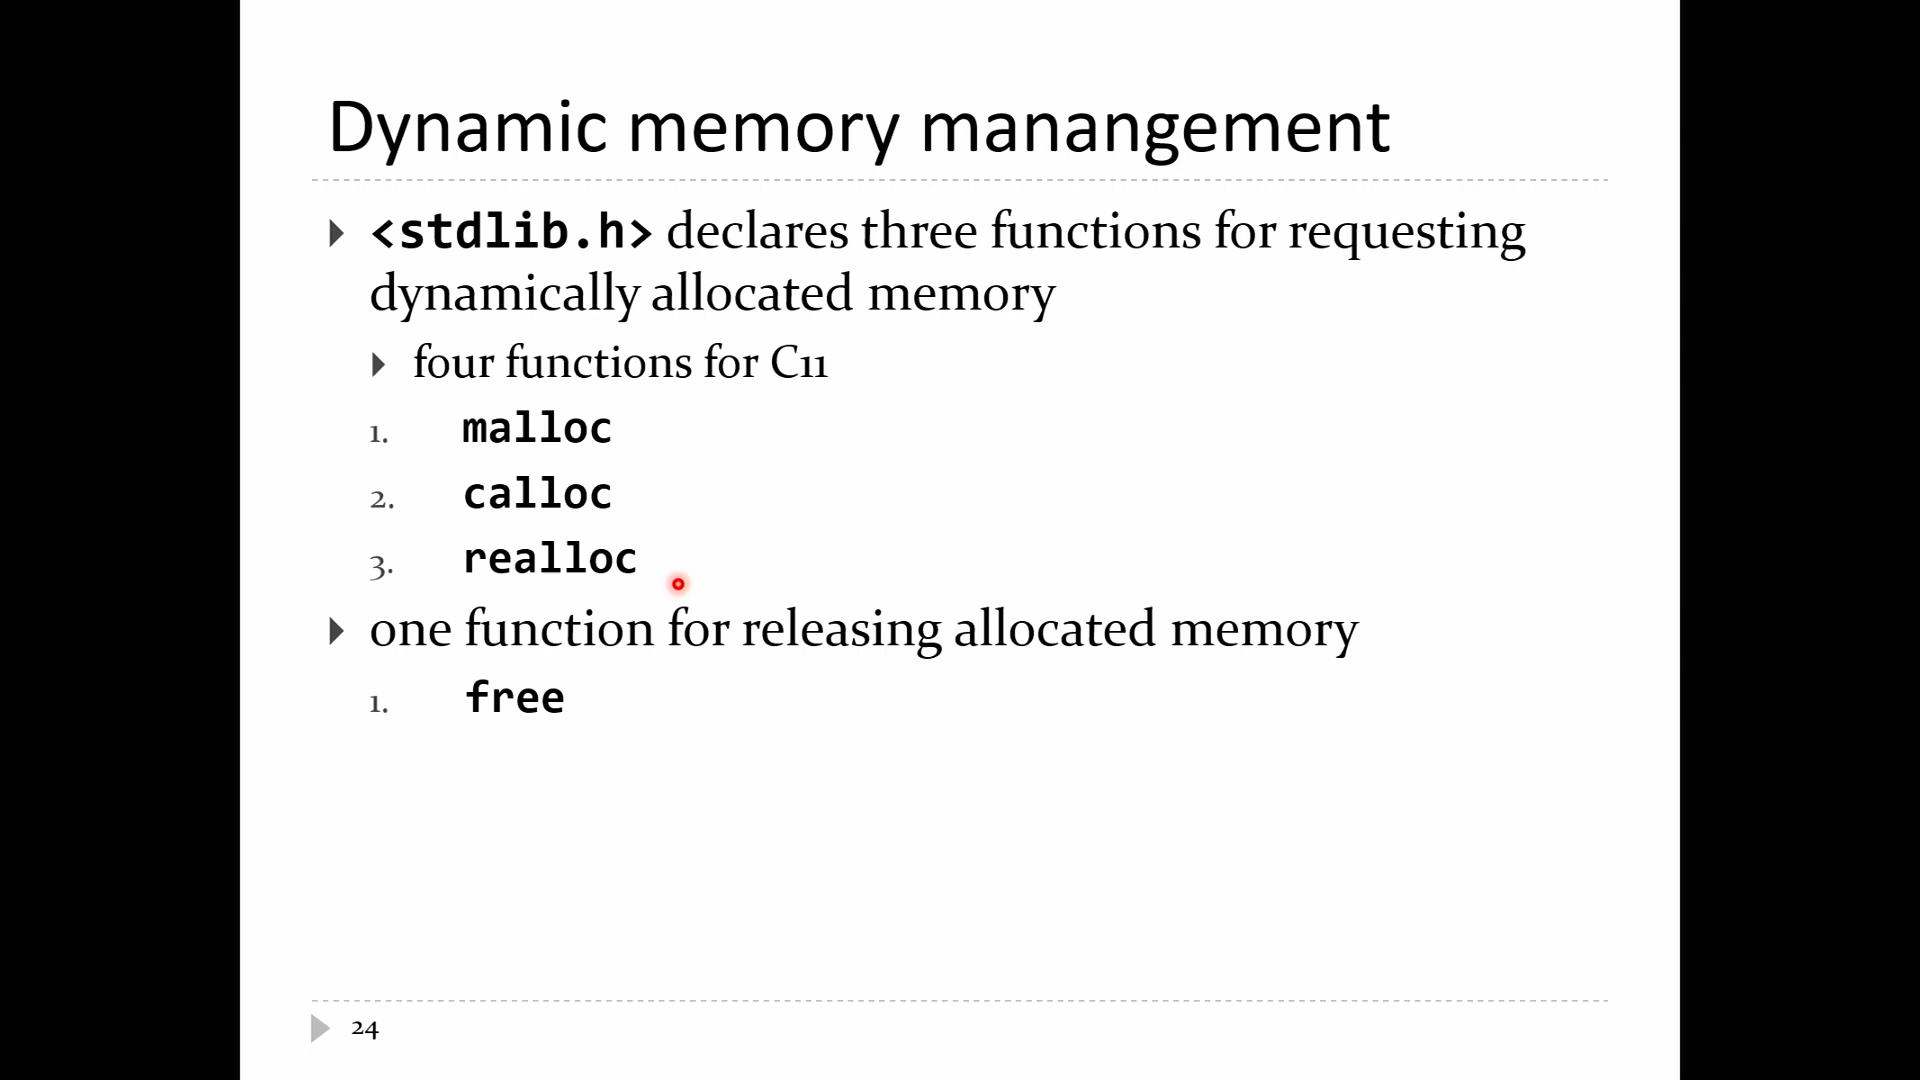 Dynamic memory manangement
<stdlib.h> declares three functions for requesting
dynamically allocated memory
four functions for C11
1. malloc
2. calloc
3. realloc
one function for releasing allocated memory
1. free
24